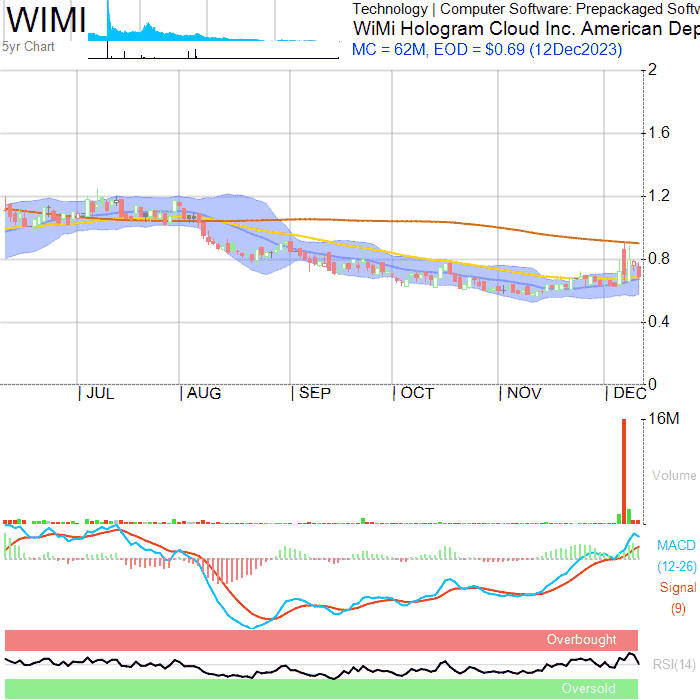 WIMI
5yr Chart
Technology | Computer Software: Prepackaged Softw
WiMi Hologram Cloud Inc. American Dep
MC = 62M, EOD = $0.69 (12Dec2023)
2
1.6
1.2
0.8
0.4
0
JUL
AUG
SEP
OCT
NOV
DEC
16M
Volume
MACD
(12-26)
Signal
(9)
Overbought
RSI(14)
Oversold